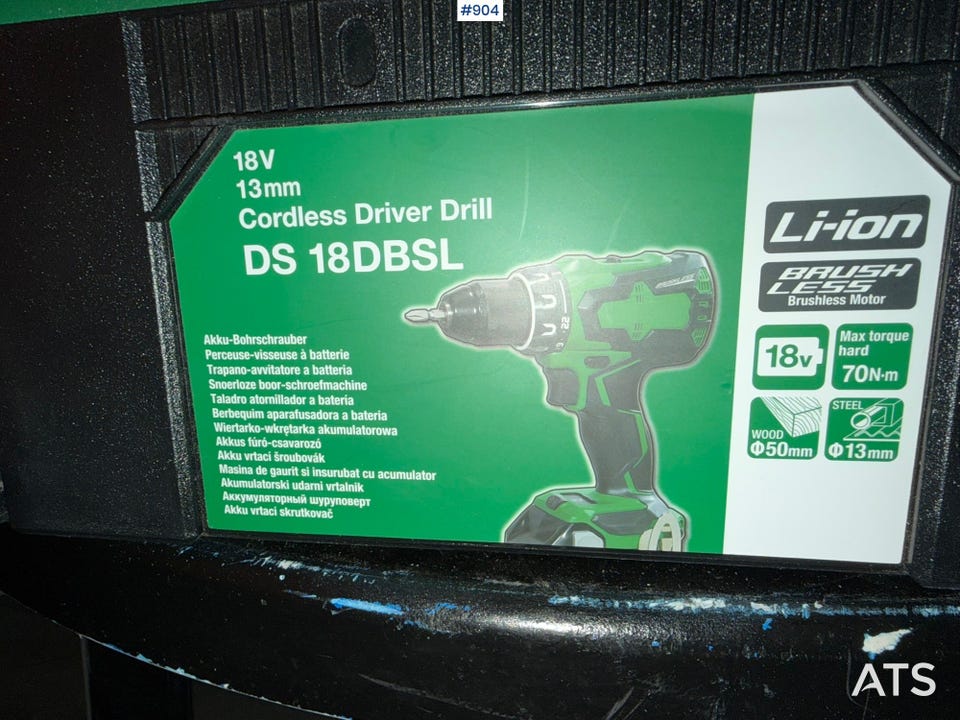 #904
18V
13mm
Cordless Driver Drill
DS 18DBSL
Akku-Bohrschrauber
Perceuse-visseuse à batterie
Trapano-avvitatore a batteria
Snoerloze boor-schroefmachine
Taladro atornillador a bateria
Berbequim aparafusadora a bateria
Wiertarko-wkrętarka akumulatorowa
Akkus fúró-csavarozó
Akku vrtací šroubovák
Masina de gaurit si insurubat cu acumulator
Akumulatorski udarni vrtalnik
Аккумуляторный шуруповерт
Akku vrtací skrutkovač
BRUSHLESS
22
Li-ion
BRUSH
LESS
Brushless Motor
18v
Max torque
hard
70N·m
WOOD
Φ50mm
STEEL
Φ13mm
ATS